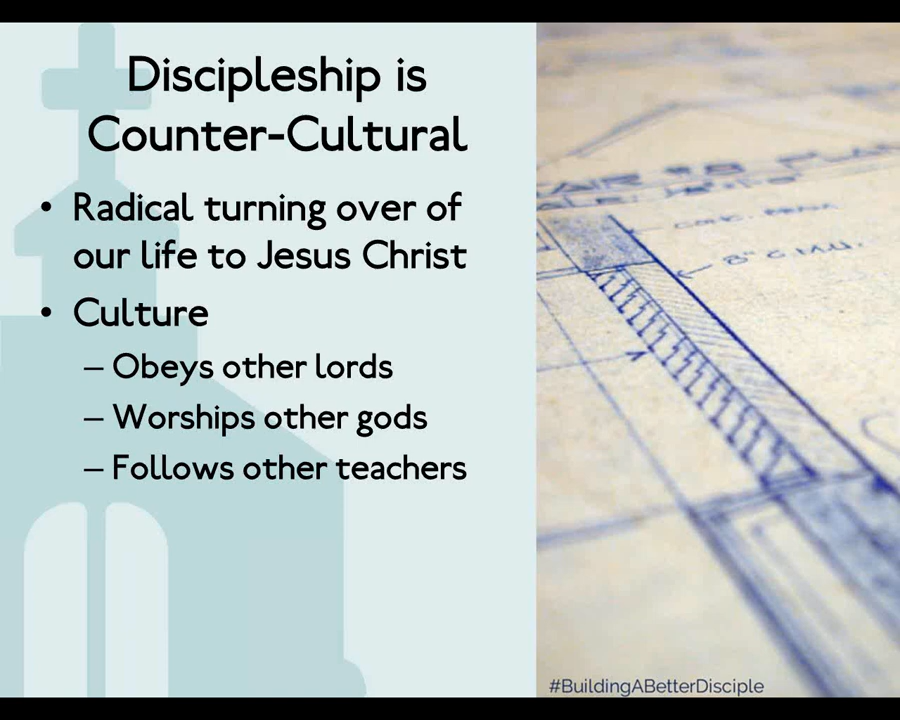 Discipleship is
Counter-Cultural
• Radical turning over of
our life to Jesus Christ
• Culture
– Obeys other lords
– Worships other gods
– Follows other teachers
8" C.M.U.
#BuildingABetterDisciple